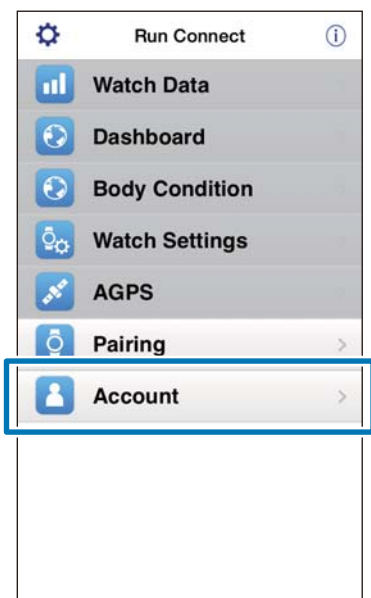 Run Connect
Watch Data
Dashboard
Body Condition
Watch Settings
AGPS
Pairing
Account